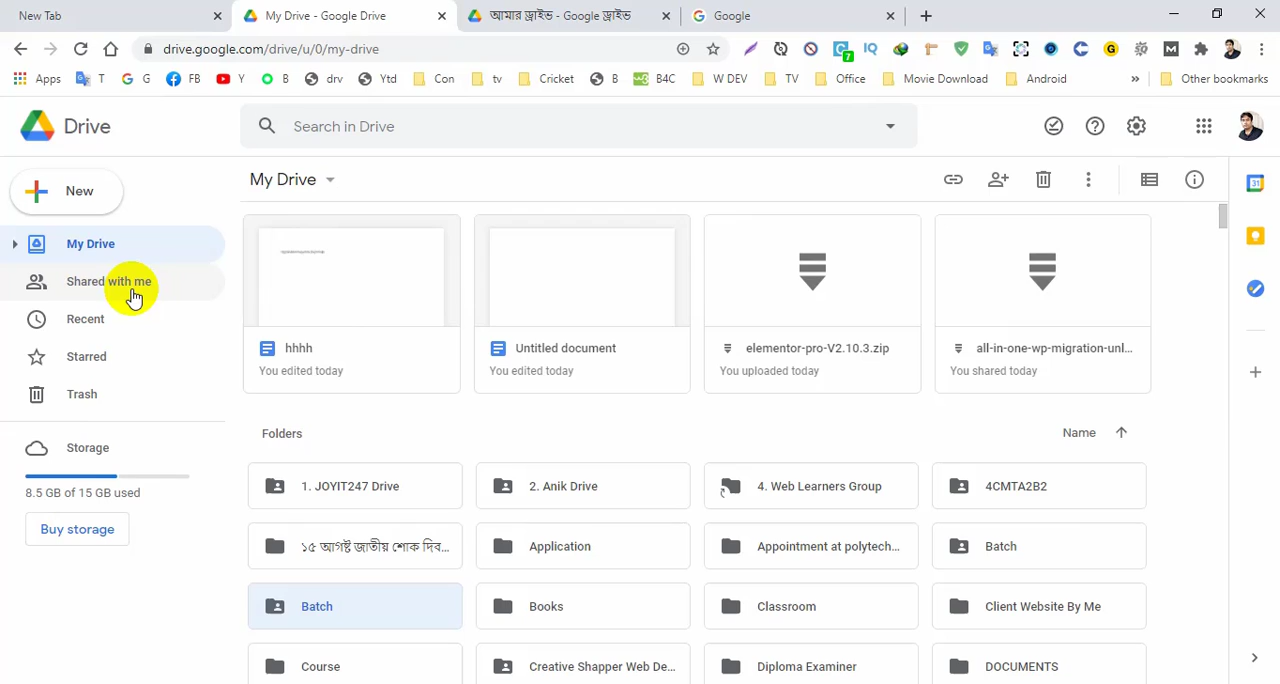 New Tab
My Drive - Google Drive
আমার ড্রাইভ - Google ড্রাইভ
Google
drive.google.com/drive/u/0/my-drive
Apps
T
G
FB
Y
B
drv
Ytd
Con
tv
Cricket
B
B4C
W DEV
TV
Office
Movie Download
Android
»
Other bookmarks
Drive
Search in Drive
New
My Drive
Shared with me
Recent
Starred
Trash
Storage
8.5 GB of 15 GB used
Buy storage
My Drive
hhhh
You edited today
Untitled document
You edited today
elementor-pro-V2.10.3.zip
You uploaded today
all-in-one-wp-migration-unl...
You shared today
Folders
Name
1. JOYIT247 Drive
2. Anik Drive
4. Web Learners Group
4CMTA2B2
১৫ আগষ্ট জাতীয় শোক দিব...
Application
Appointment at polytech...
Batch
Batch
Books
Classroom
Client Website By Me
Course
Creative Shapper Web De...
Diploma Examiner
DOCUMENTS